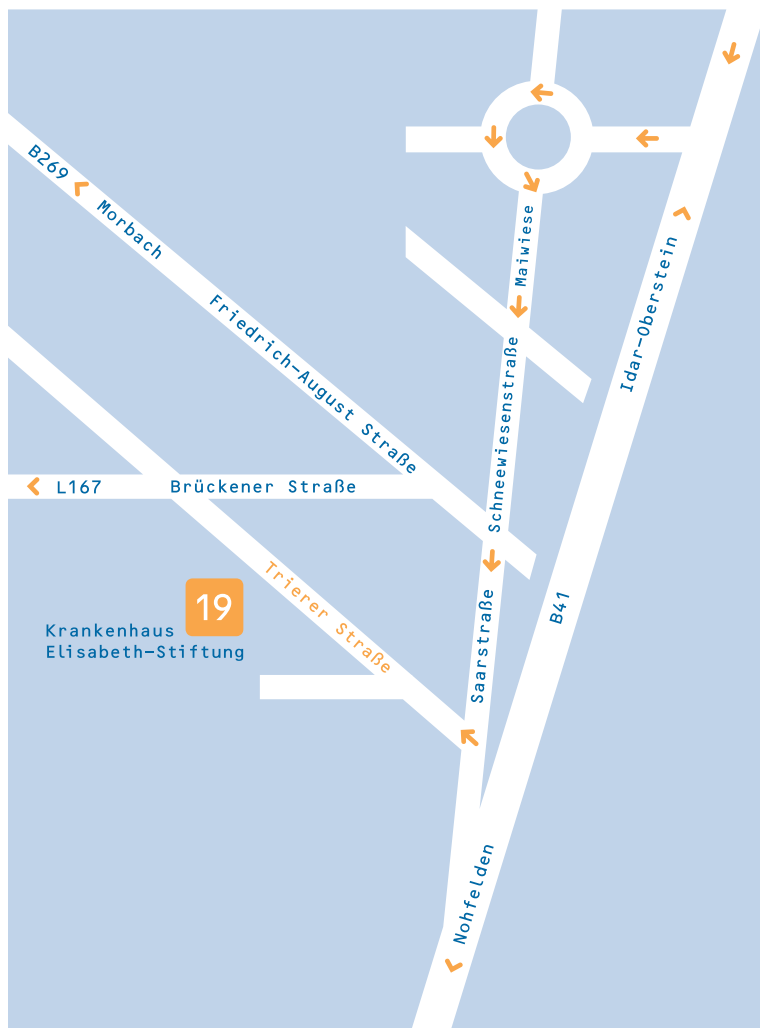 B269
Morbach
Maiwiese
Idar-Oberstein
Friedrich-August Straße
Schneewiesenstraße
L167
Brückener Straße
Trierer Straße
19
Krankenhaus
Elisabeth-Stiftung
Saarstraße
B41
Nohfelden